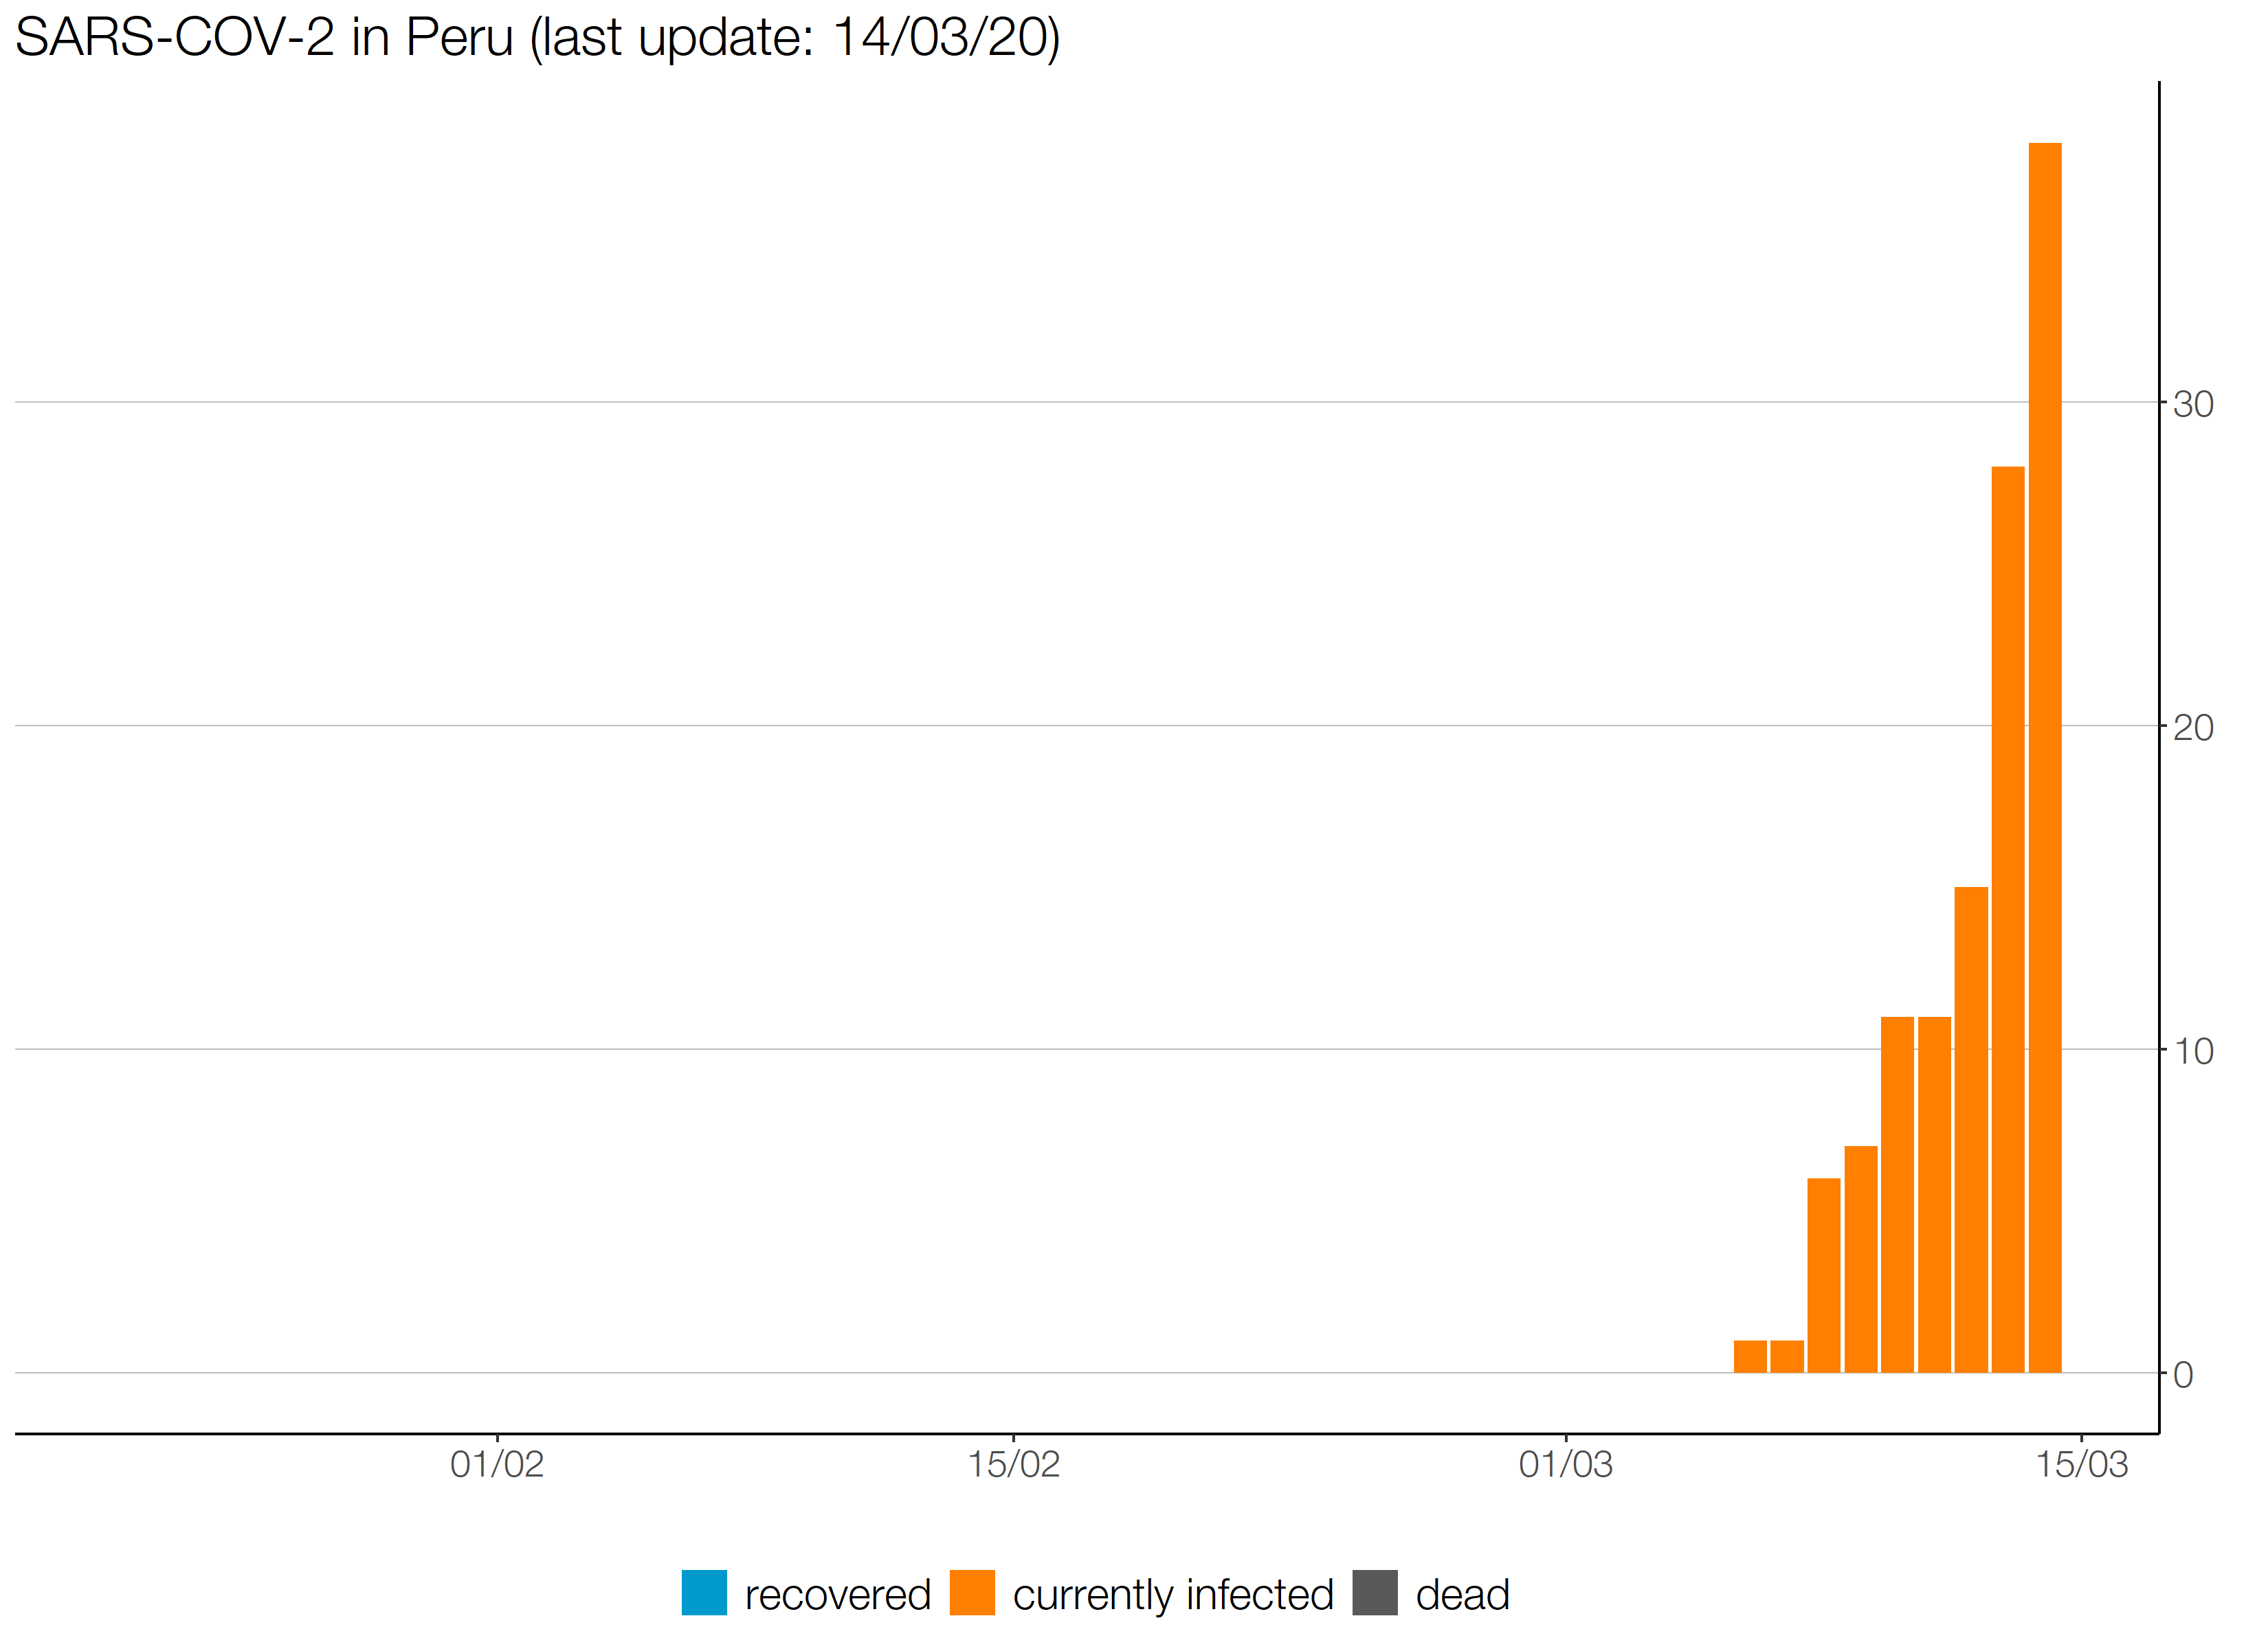 SARS-COV-2 in Peru (last update: 14/03/20)
30
20
10
0
01/02 15/02 01/03 15/03
recovered currently infected dead